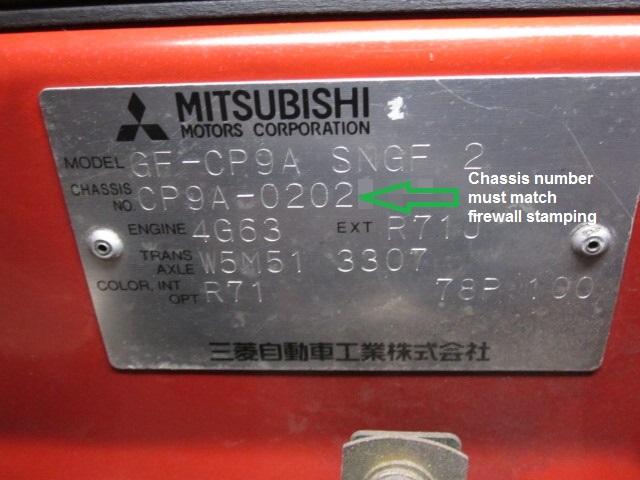 MITSUBISHI
MOTORS CORPORATION
MODEL GF-CP9A SNGF 2
CHASSIS NO. CP9A-0202
Chassis number
must match
firewall stamping
ENGINE 4G63 EXT R71J
TRANS AXLE W5M51 3307
COLOR, INT OPT R71 78P 100
三菱自動車工業株式会社